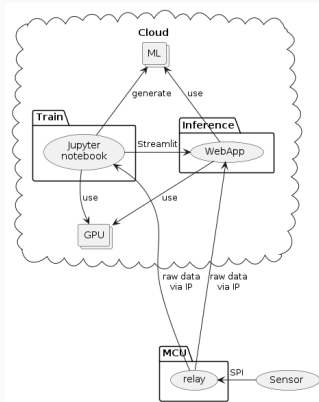 Cloud
ML
generate
use
Train
Inference
Jupyter
notebook
Streamlit
WebApp
use
use
GPU
raw data
via IP
raw data
via IP
MCU
relay
SPI
Sensor